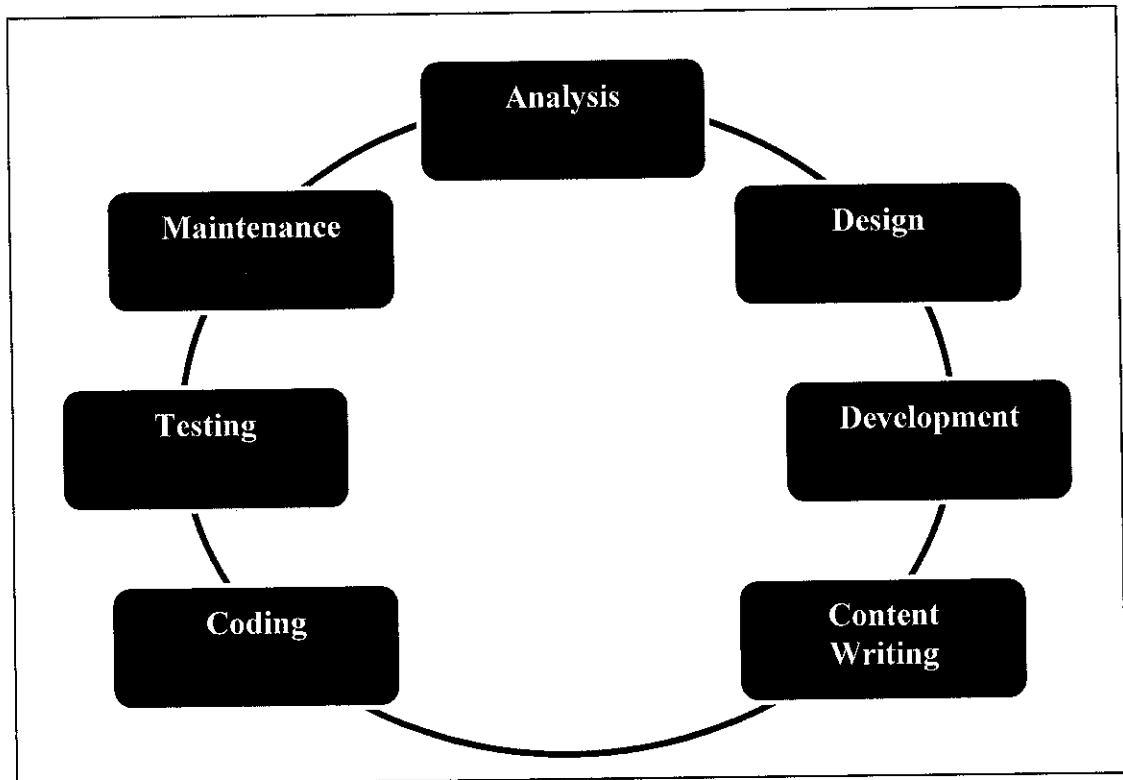 Analysis
Design
Development
Content
Writing
Coding
Testing
Maintenance